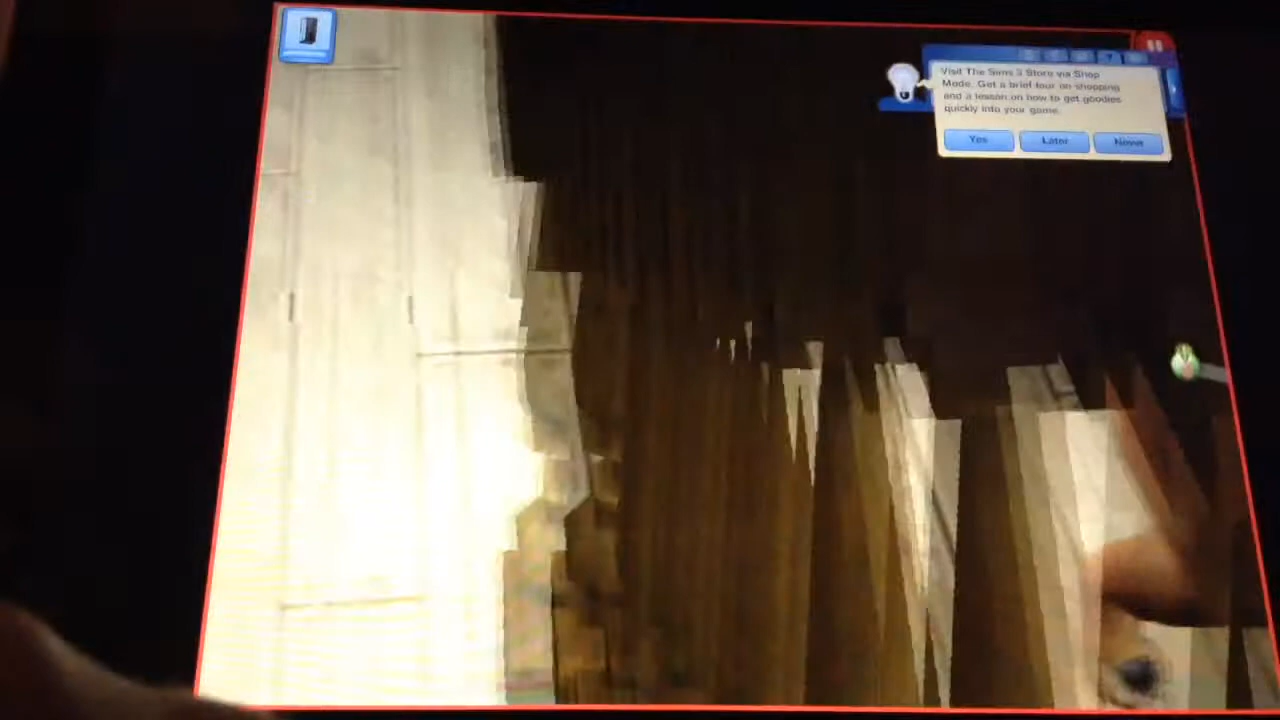 Visit The Sims 3 Store via Shop
Mode. Get a brief tour on shopping
and a lesson on how to get goodies
quickly into your game.
Yes
Later
Never